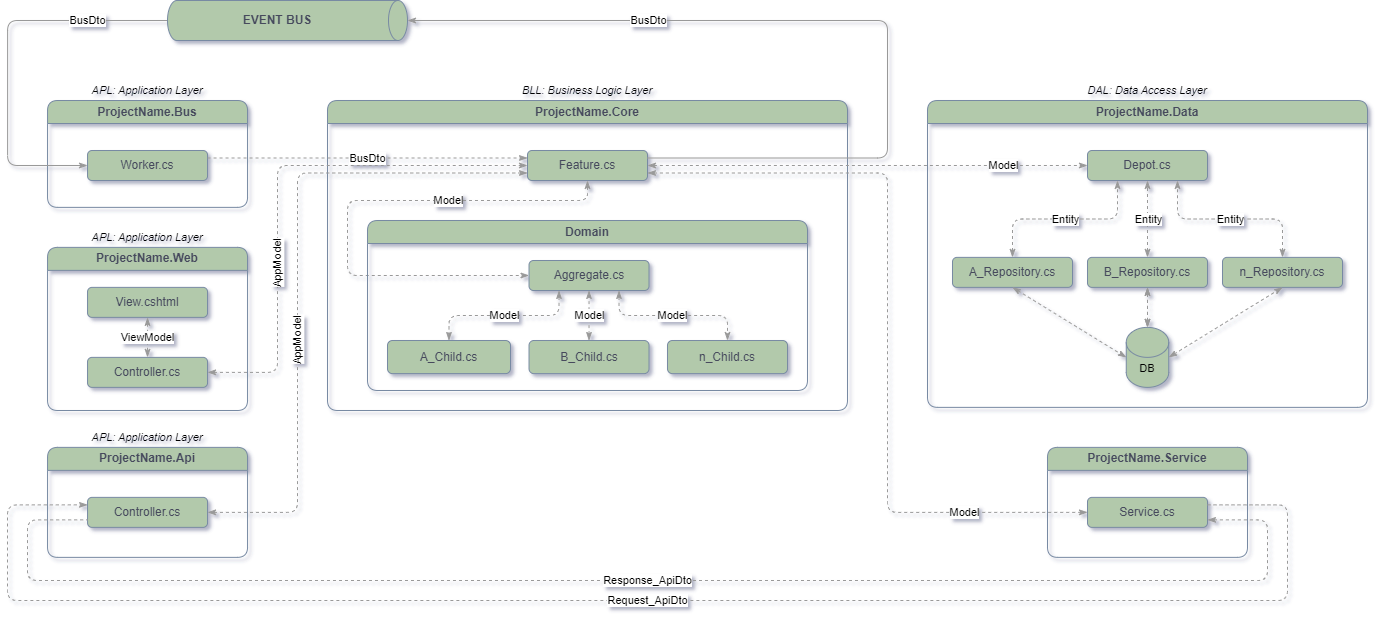 BusDto
EVENT BUS
BusDto
APL: Application Layer
ProjectName.Bus
Worker.cs
BusDto
BLL: Business Logic Layer
ProjectName.Core
Feature.cs
Model
Domain
Aggregate.cs
Model
Model
Model
A_Child.cs
B_Child.cs
n_Child.cs
DAL: Data Access Layer
ProjectName.Data
Model
Depot.cs
Entity
Entity
Entity
A_Repository.cs
B_Repository.cs
n_Repository.cs
DB
APL: Application Layer
ProjectName.Web
View.cshtml
ViewModel
Controller.cs
AppModel
AppModel
APL: Application Layer
ProjectName.Api
Controller.cs
Model
ProjectName.Service
Service.cs
Response_ApiDto
Request_ApiDto